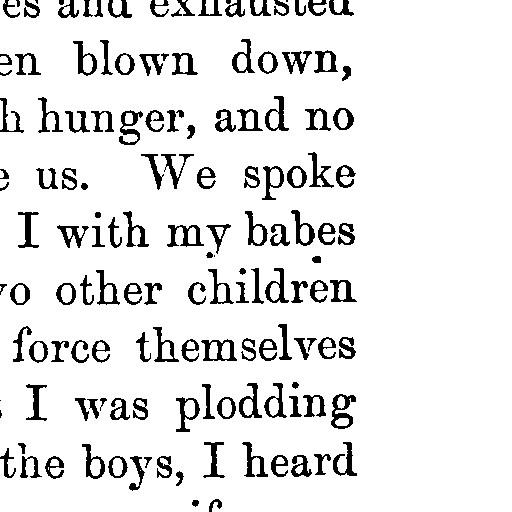 es and exhausted
en blown down,
h hunger, and no
e us. We spoke
I with my babes
vo other children
force themselves
s I was plodding
the boys, I heard
if